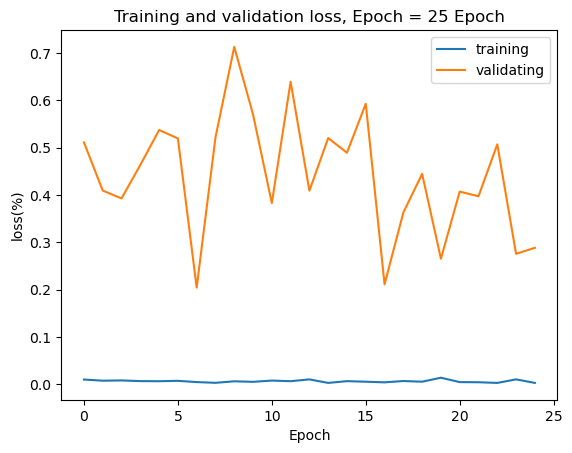 Training and validation loss, Epoch = 25 Epoch
training
validating
0.7
0.6
0.5
0.4
0.3
0.2
0.1
0.0
loss(%)
0 5 10 15 20 25
Epoch